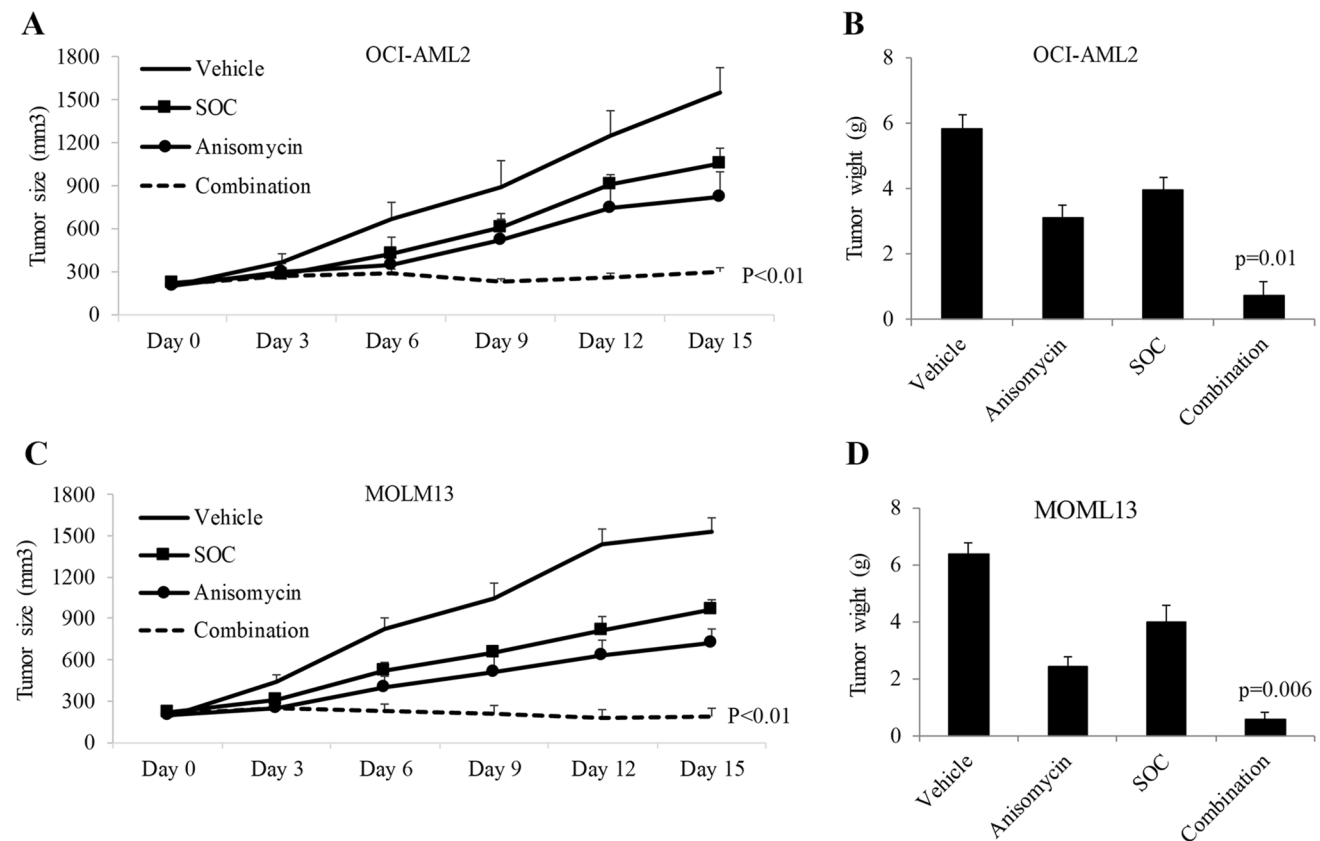 A
OCI-AML2
Tumor size (mm3)
1800
1500
1200
900
600
300
0
Vehicle
SOC
Anisomycin
Combination
P<0.01
Day 0 Day 3 Day 6 Day 9 Day 12 Day 15
B
OCI-AML2
Tumor wight (g)
8
6
4
2
0
p=0.01
Vehicle
Anisomycin
SOC
Combination
C
MOLM13
Tumor size (mm3)
1800
1500
1200
900
600
300
0
Vehicle
SOC
Anisomycin
Combination
P<0.01
Day 0 Day 3 Day 6 Day 9 Day 12 Day 15
D
MOML13
Tumor wight (g)
8
6
4
2
0
p=0.006
Vehicle
Anisomycin
SOC
Combination